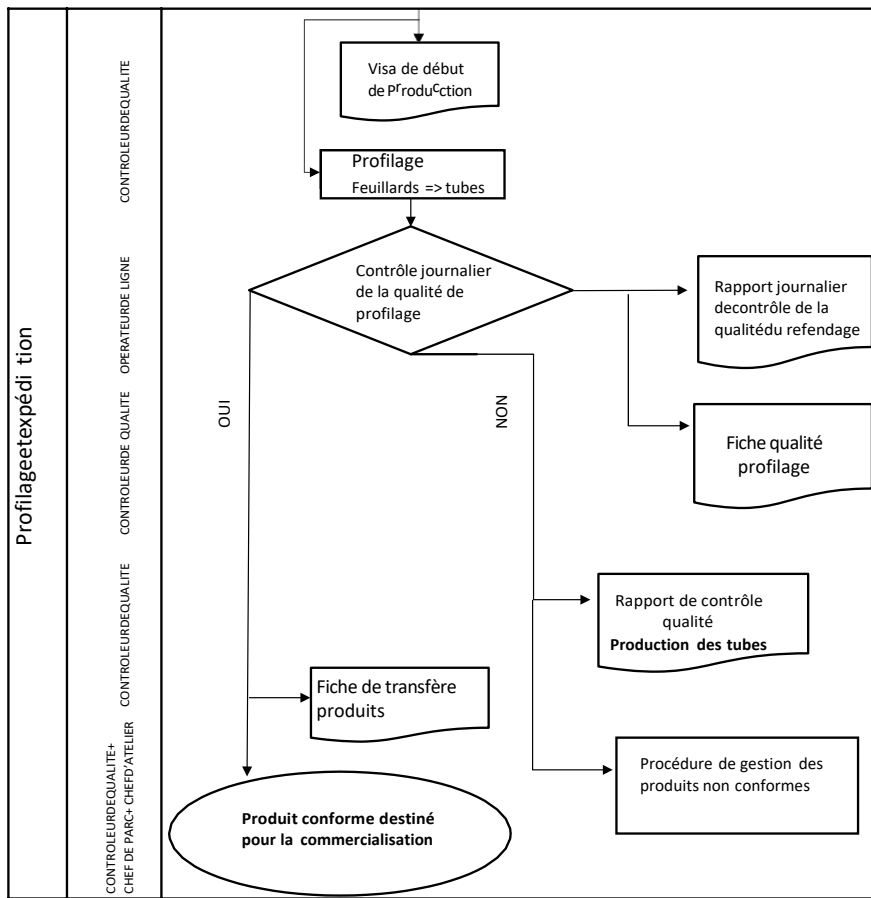 Profilageetexpédi tion
CONTROLEURDEQUALITE
OPERATEURDE LIGNE
CONTROLEURDE QUALITE
CONTROLEURDEQUALITE
CONTROLEURDEQUALITE+
CHEF DE PARC+ CHEFD'ATELIER
Visa de début
de Production
Profilage
Feuillards => tubes
Contrôle journalier
de la qualité de
profilage
Rapport journalier
decontrôle de la
qualitédu refendage
OUI
NON
Fiche qualité
profilage
Rapport de contrôle
qualité
Production des tubes
Fiche de transfère
produits
Procédure de gestion des
produits non conformes
Produit conforme destiné
pour la commercialisation